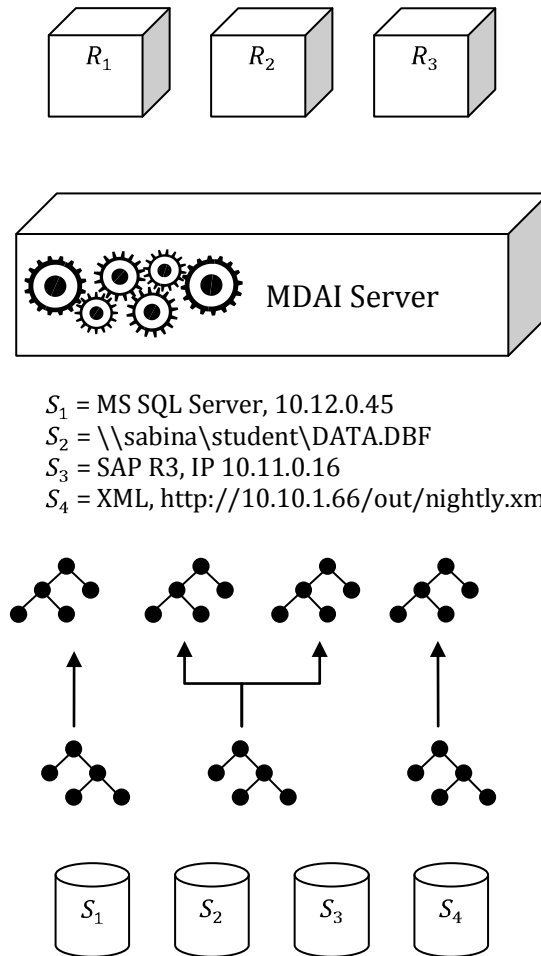 R₁ R₂ R₃
MDAI Server
S₁ = MS SQL Server, 10.12.0.45
S₂ = \\sabina\student\DATA.DBF
S₃ = SAP R3, IP 10.11.0.16
S₄ = XML, http://10.10.1.66/out/nightly.xm
S₁ S₂ S₃ S₄